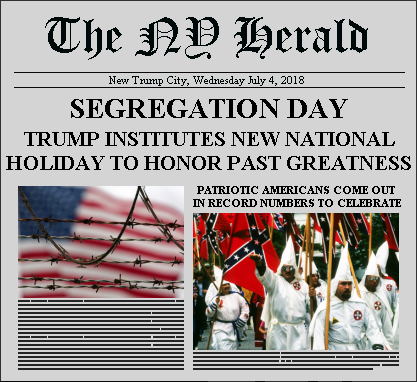 The NY Herald
New Trump City, Wednesday July 4, 2018
SEGREGATION DAY
TRUMP INSTITUTES NEW NATIONAL
HOLIDAY TO HONOR PAST GREATNESS
PATRIOTIC AMERICANS COME OUT
IN RECORD NUMBERS TO CELEBRATE